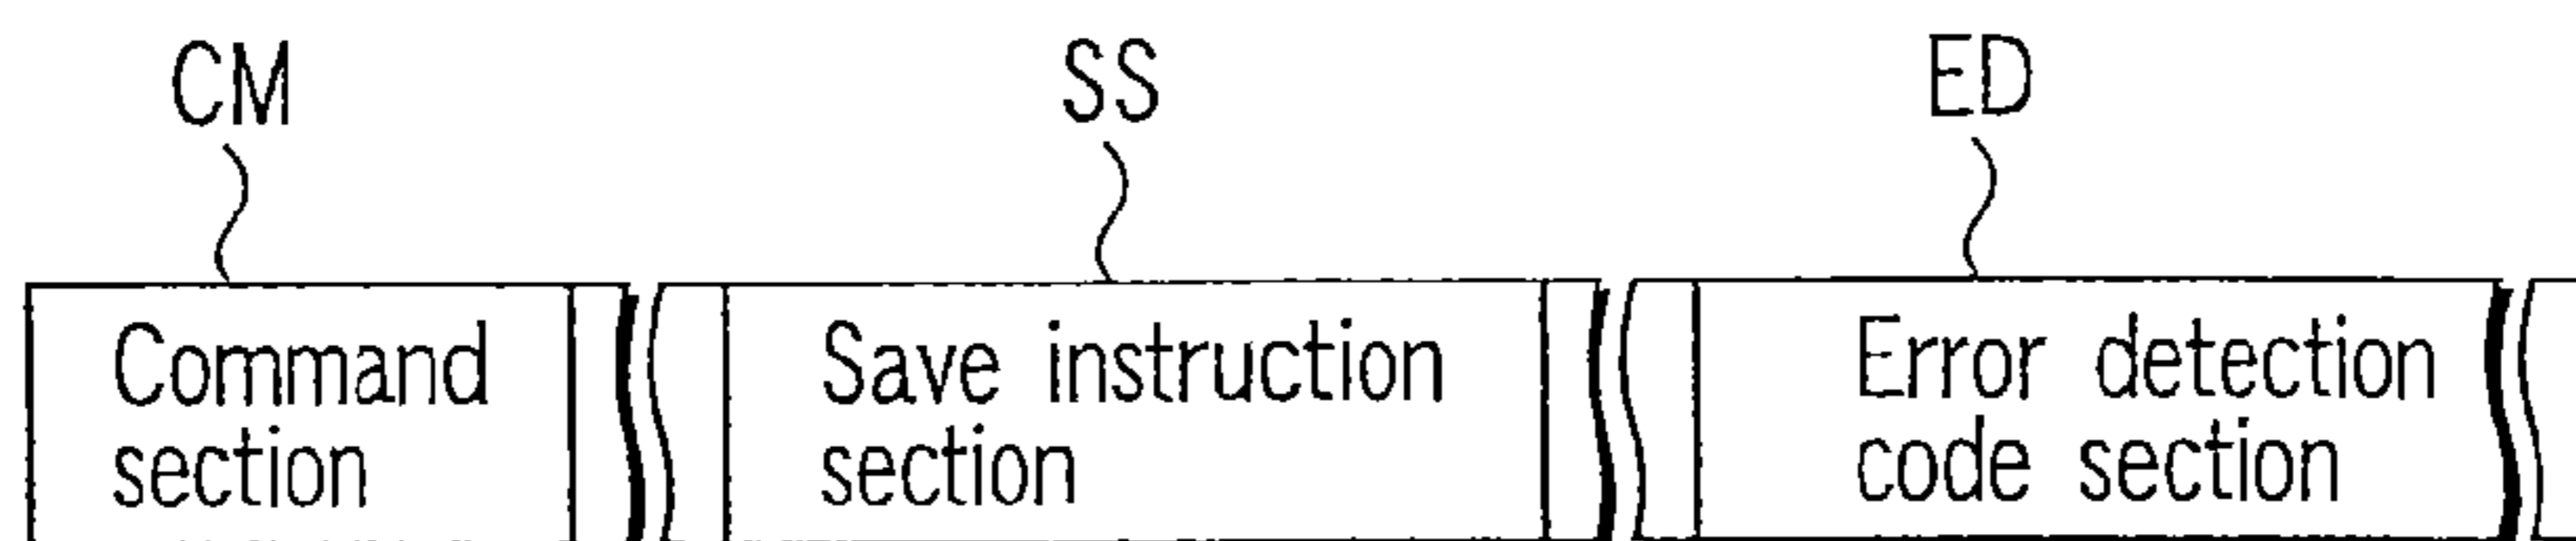 CM SS ED
Command Save instruction Error detection
section section code section